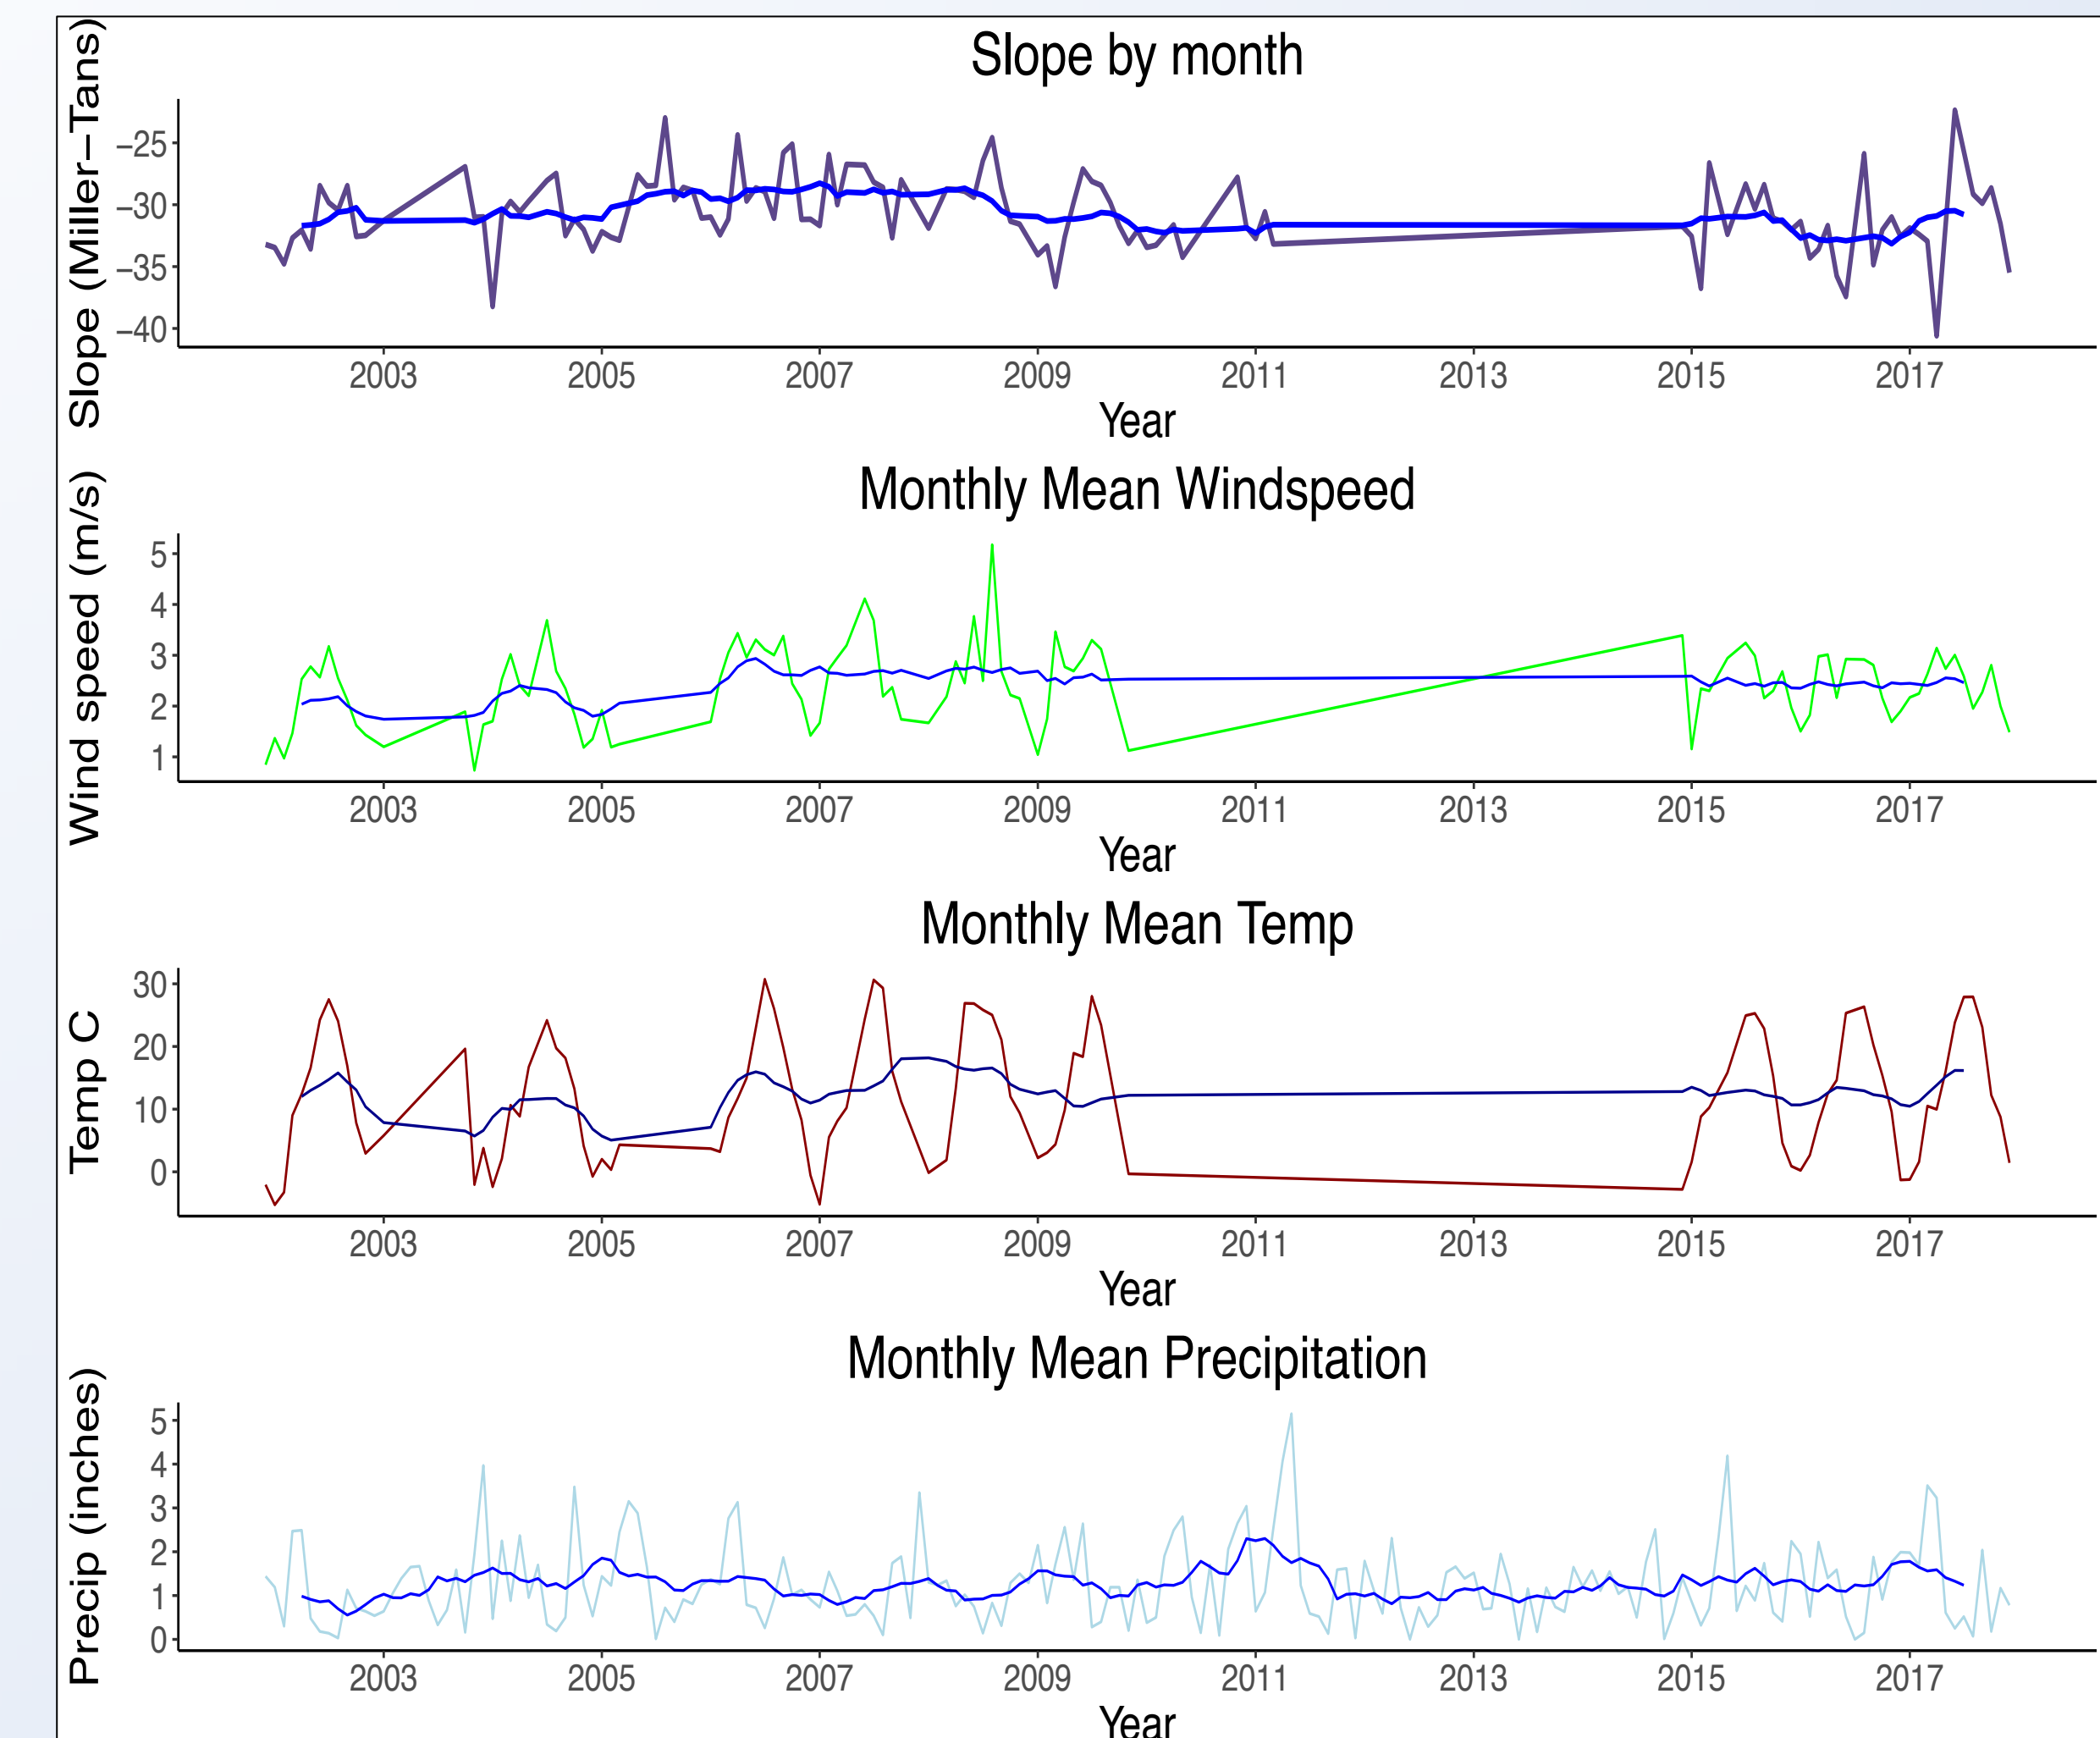 Slope by month
Slope (Miller−Tans)
−25
−30
−35
−40
2003 2005 2007 2009 2011 2013 2015 2017
Year
Monthly Mean Windspeed
Wind speed (m/s)
5
4
3
2
1
2003 2005 2007 2009 2011 2013 2015 2017
Year
Monthly Mean Temp
Temp C
30
20
10
0
2003 2005 2007 2009 2011 2013 2015 2017
Year
Monthly Mean Precipitation
Precip (inches)
5
4
3
2
1
0
2003 2005 2007 2009 2011 2013 2015 2017
Year